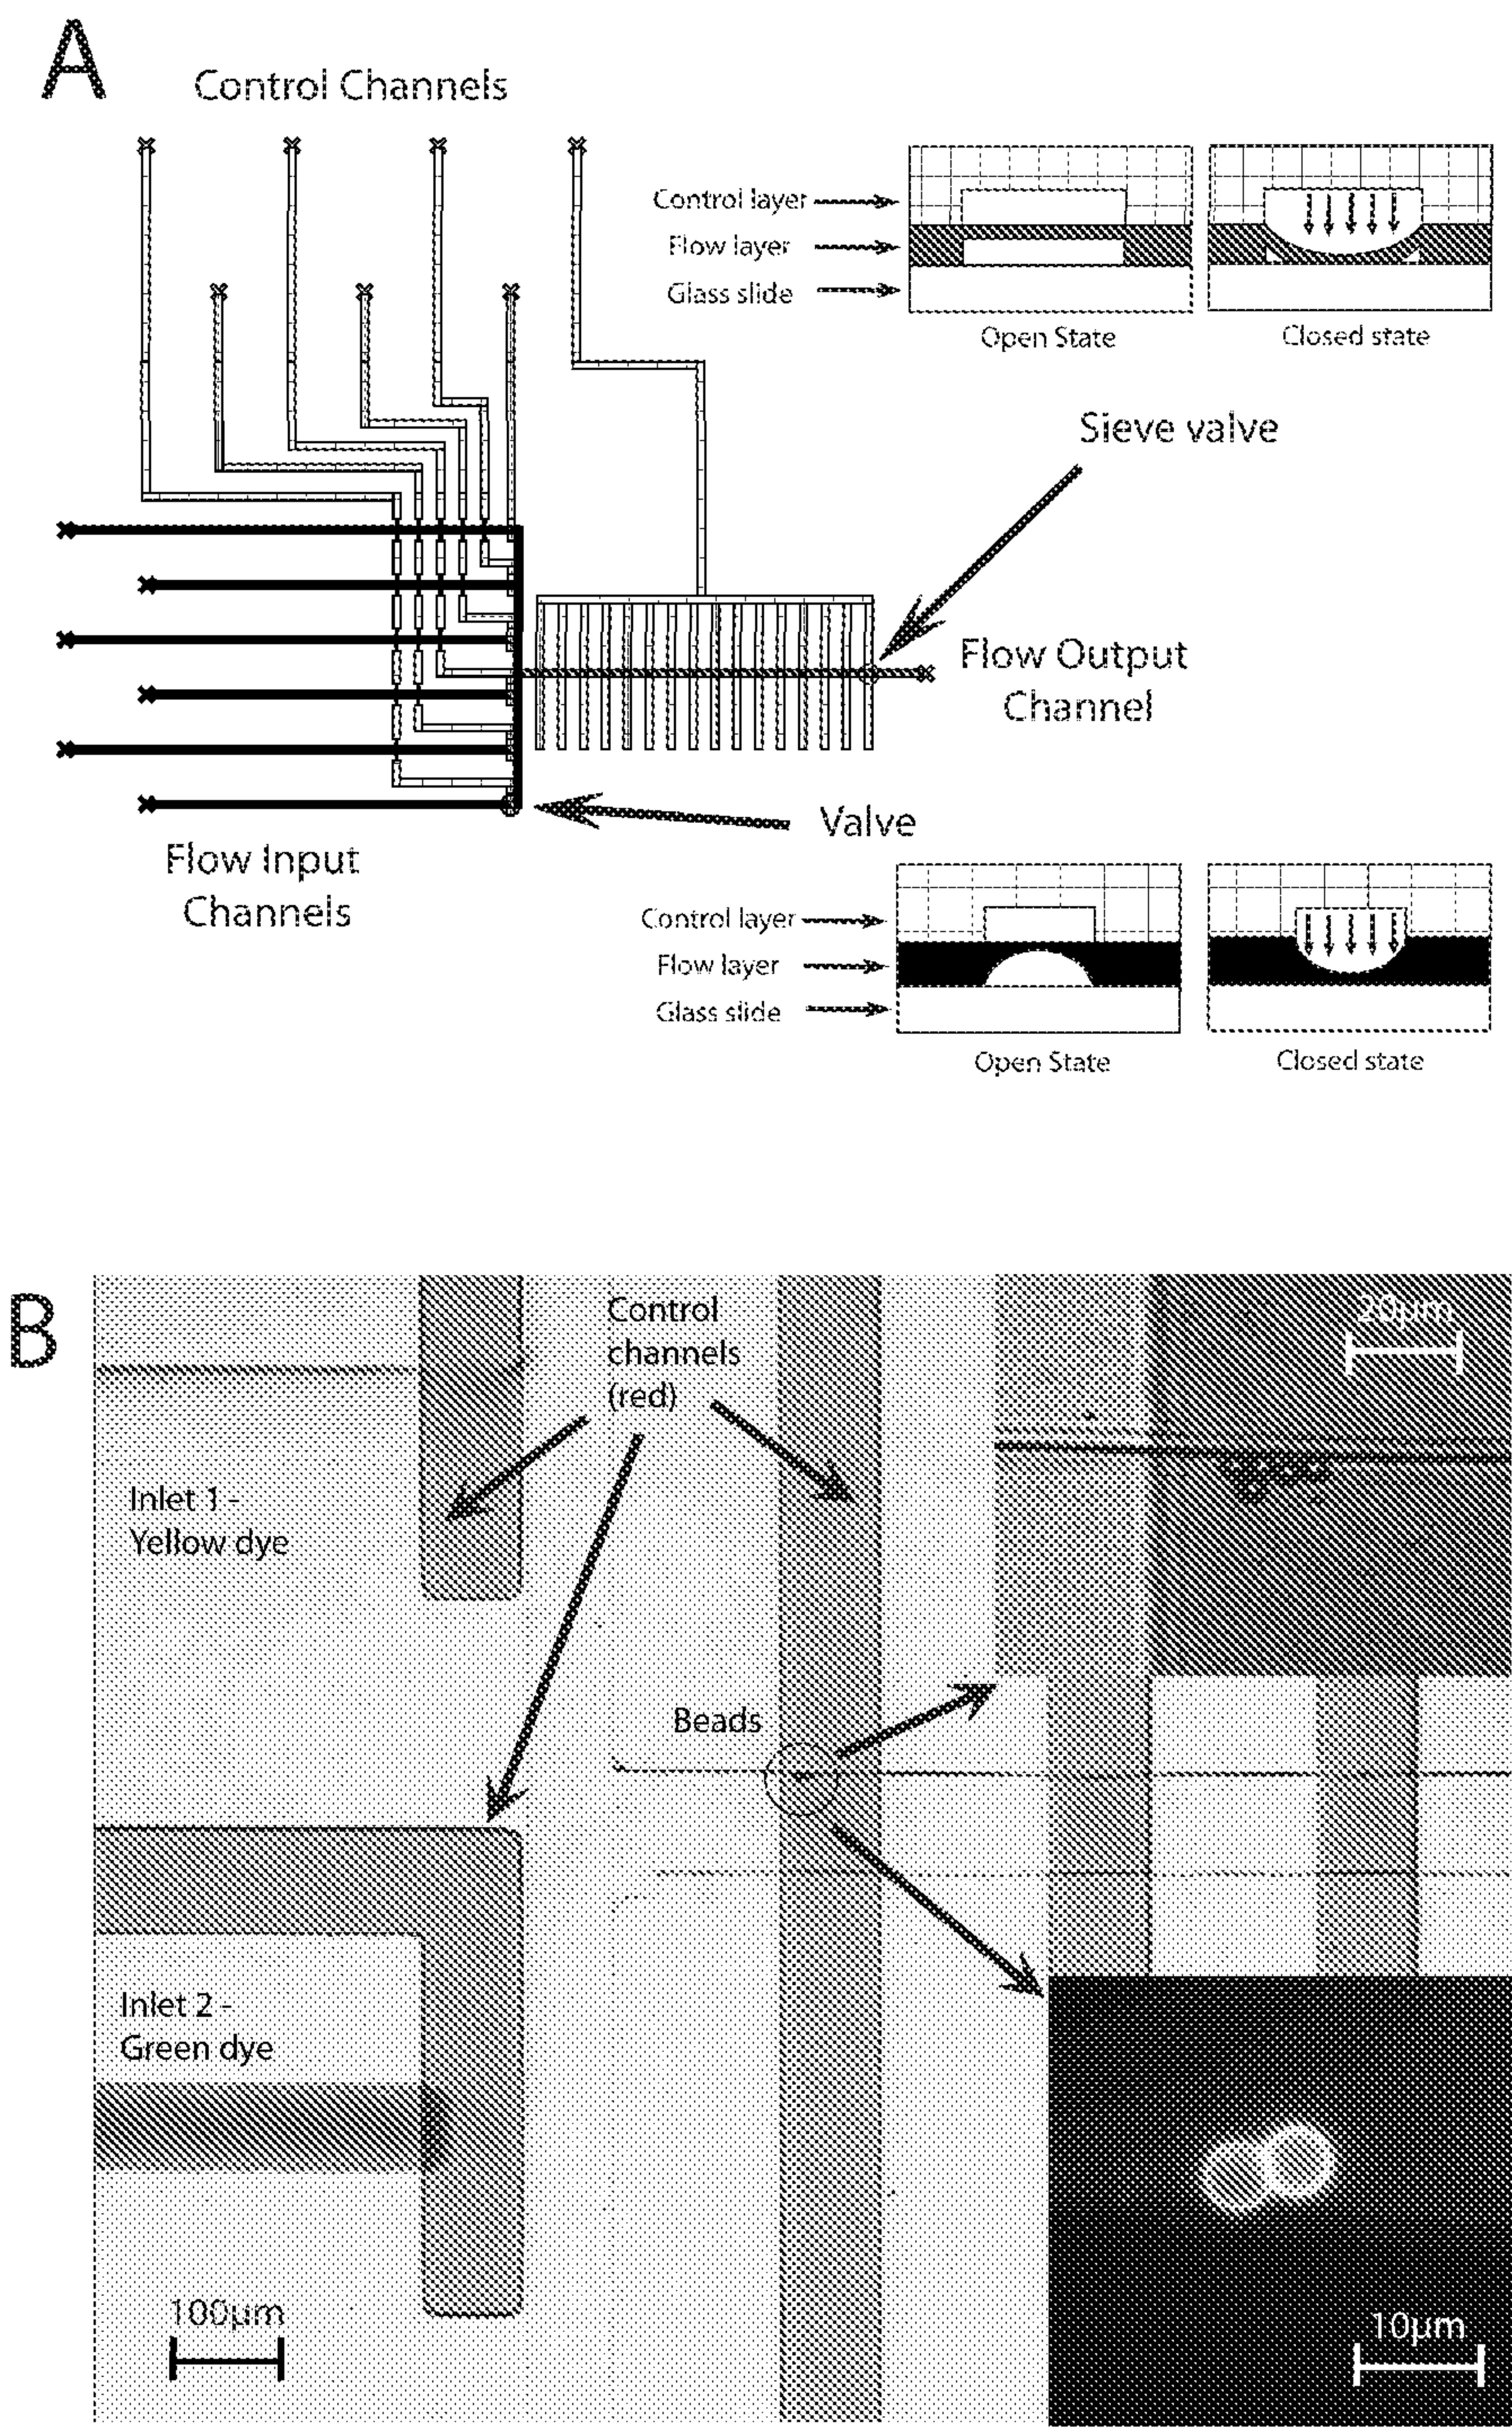 A
Control Channels
Control layer
Flow layer
Glass slide
Open State
Closed state
Sieve valve
Flow Output
Channel
Valve
Flow Input
Channels
Control layer
Flow layer
Glass slide
Open State
Closed state
B
Control
channels
(red)
20µm
Inlet 1 -
Yellow dye
Beads
Inlet 2 -
Green dye
100µm
10µm